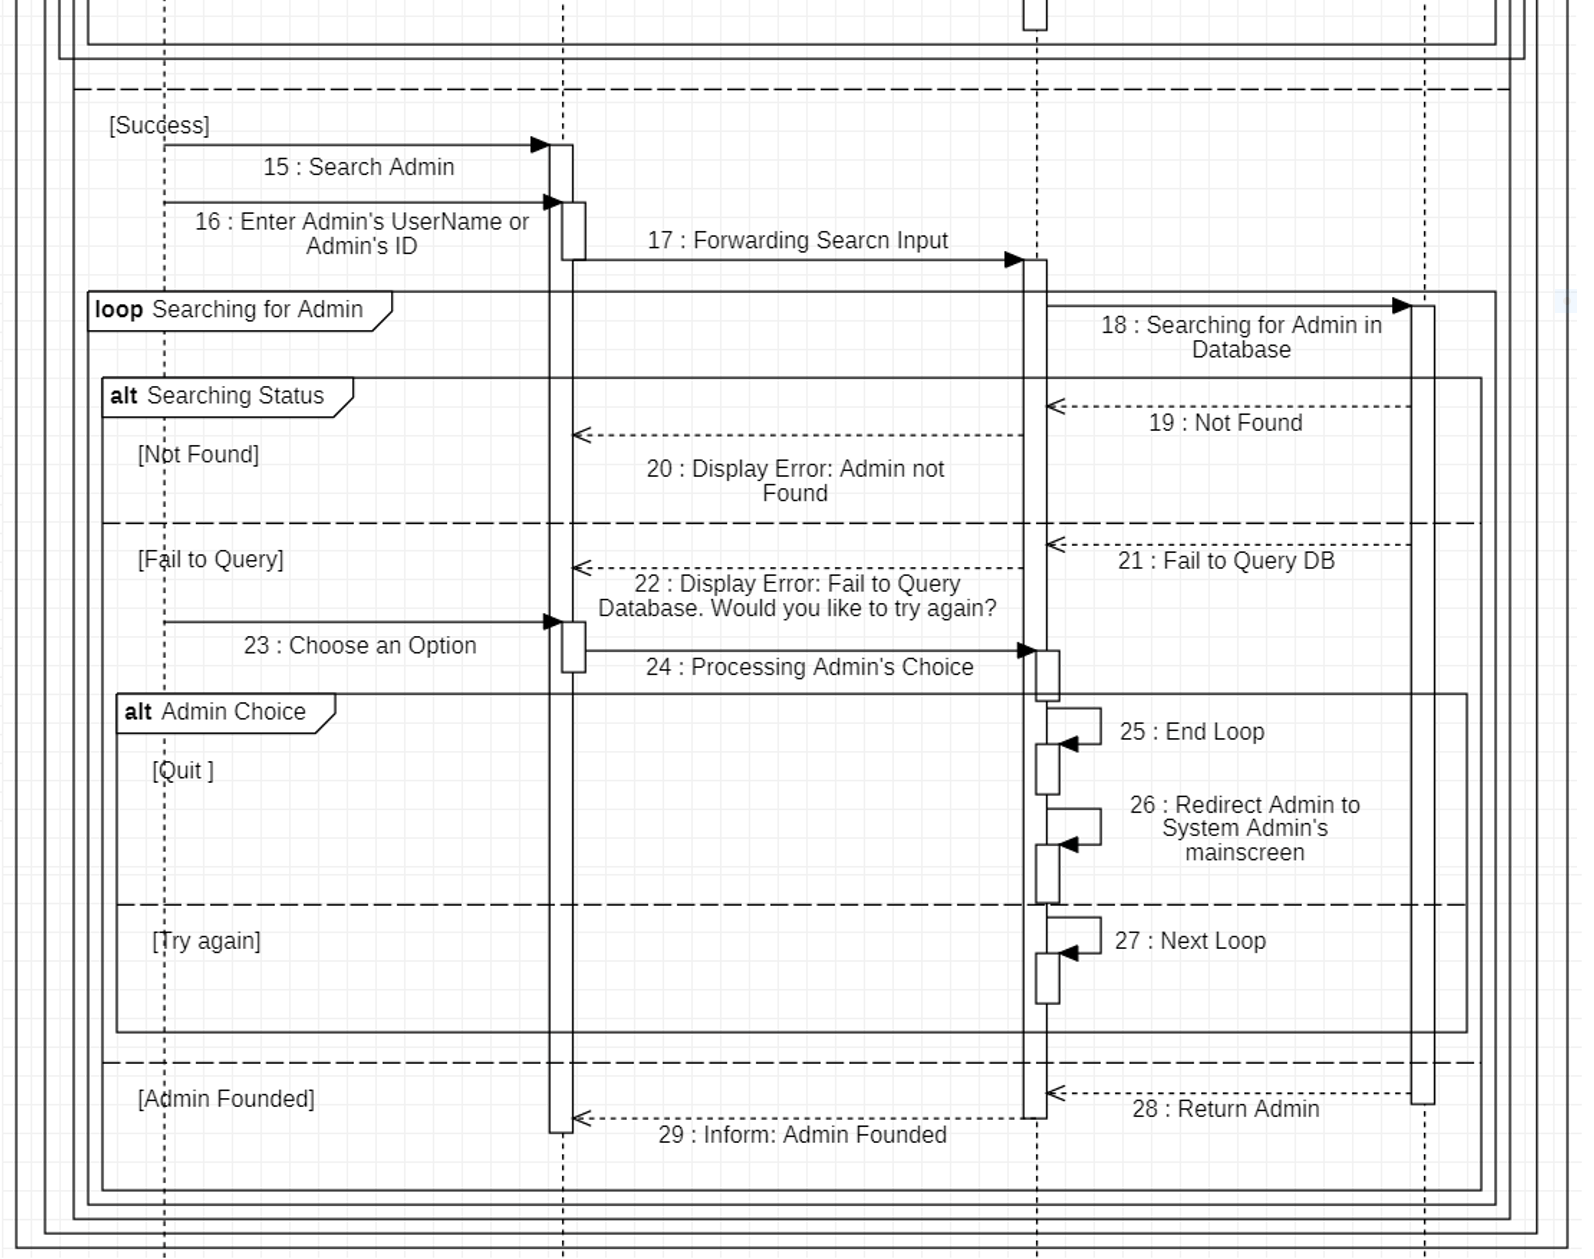 [Success]
15 : Search Admin
16 : Enter Admin's UserName or
Admin's ID
17 : Forwarding Searcn Input
loop Searching for Admin
18 : Searching for Admin in
Database
alt Searching Status
19 : Not Found
[Not Found]
20 : Display Error: Admin not
Found
[Fail to Query]
21 : Fail to Query DB
22 : Display Error: Fail to Query
Database. Would you like to try again?
23 : Choose an Option
24 : Processing Admin's Choice
alt Admin Choice
25 : End Loop
[Quit ]
26 : Redirect Admin to
System Admin's
mainscreen
[Try again]
27 : Next Loop
[Admin Founded]
28 : Return Admin
29 : Inform: Admin Founded